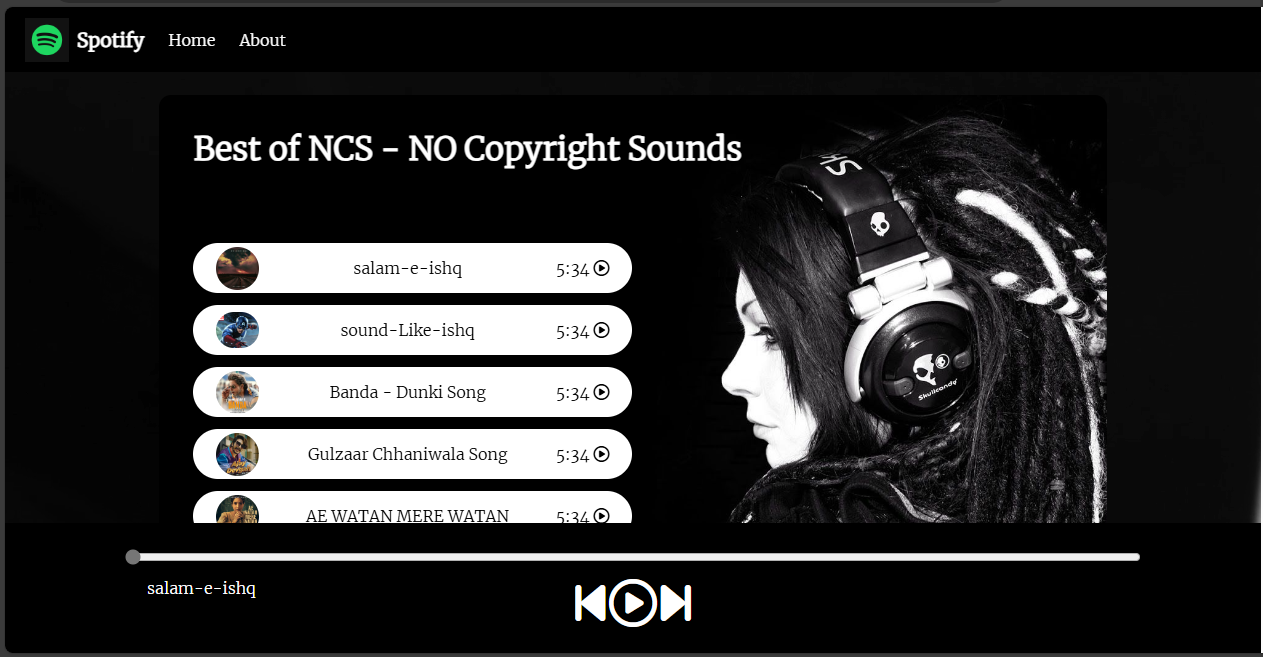 Spotify Home About
Best of NCS - NO Copyright Sounds
salam-e-ishq 5:34
sound-Like-ishq 5:34
Banda - Dunki Song 5:34
Gulzaar Chhaniwala Song 5:34
AE WATAN MERE WATAN 5:34
Skullcandy
salam-e-ishq